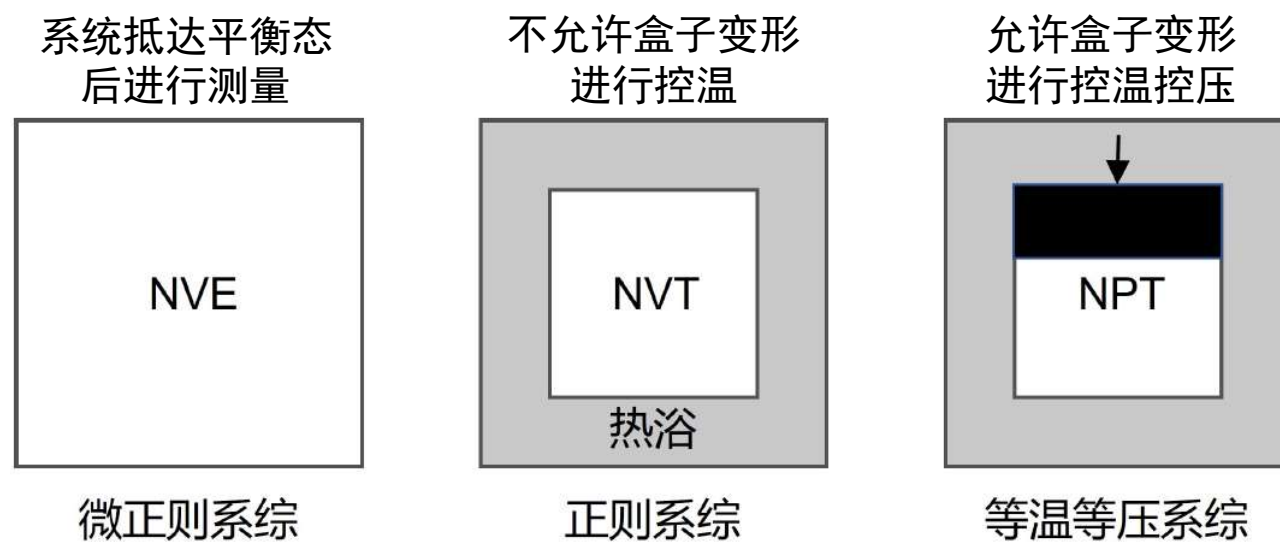 系统抵达平衡态
后进行测量
不允许盒子变形
进行控温
允许盒子变形
进行控温控压
NVE
NVT
NPT
热浴
微正则系综
正则系综
等温等压系综